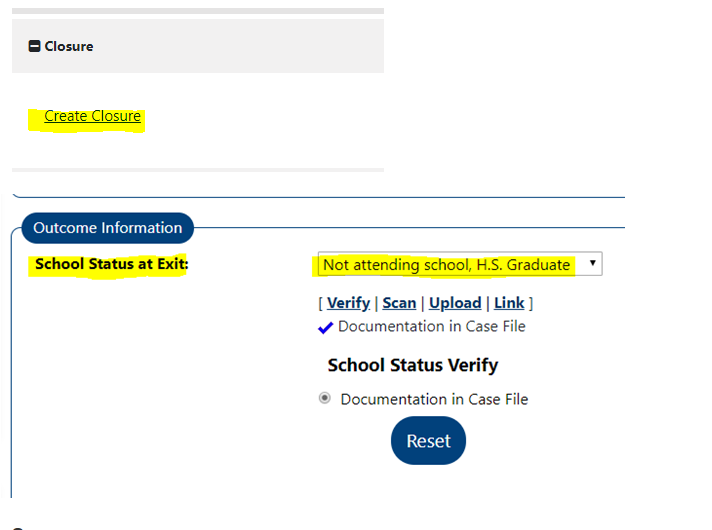 Closure
Create Closure
Outcome Information
School Status at Exit: Not attending school, H.S. Graduate
[ Verify | Scan | Upload | Link ]
Documentation in Case File
School Status Verify
Documentation in Case File
Reset